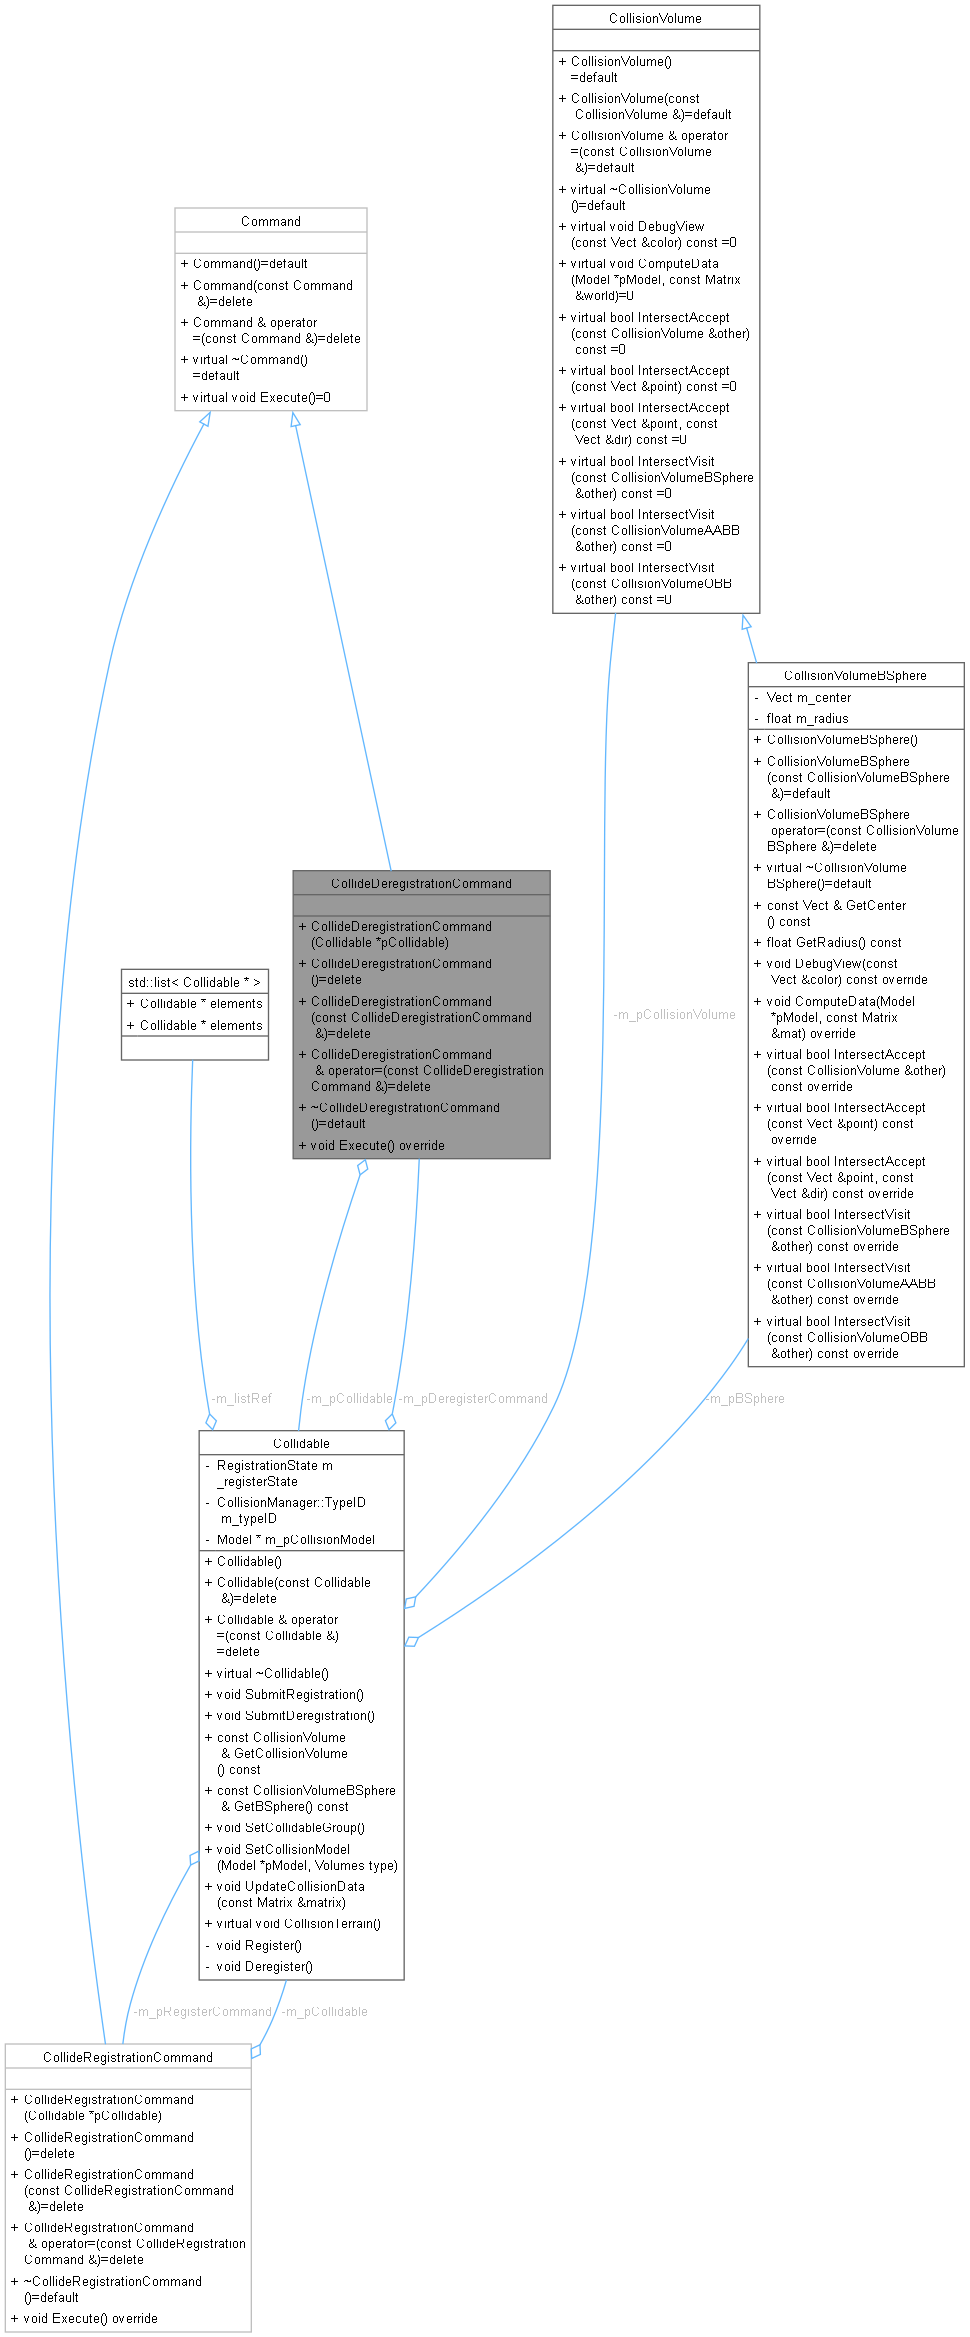 CollisionVolume
+ CollisionVolume()
=default
+ CollisionVolume(const
CollisionVolume &)=default
+ CollisionVolume & operator
=(const CollisionVolume
&)=default
+ virtual ~CollisionVolume
()=default
+ virtual void DebugView
(const Vect &color) const =0
+ virtual void ComputeData
(Model *pModel, const Matrix
&world)=0
+ virtual bool IntersectAccept
(const CollisionVolume &other)
const =0
+ virtual bool IntersectAccept
(const Vect &point) const =0
+ virtual bool IntersectAccept
(const Vect &point, const
Vect &dir) const =0
+ virtual bool IntersectVisit
(const CollisionVolumeBSphere
&other) const =0
+ virtual bool IntersectVisit
(const CollisionVolumeAABB
&other) const =0
+ virtual bool IntersectVisit
(const CollisionVolumeOBB
&other) const =0
Command
+ Command()=default
+ Command(const Command
&)=delete
+ Command & operator
=(const Command &)=delete
+ virtual ~Command()
=default
+ virtual void Execute()=0
CollisionVolumeBSphere
- Vect m_center
- float m_radius
+ CollisionVolumeBSphere()
+ CollisionVolumeBSphere
(const CollisionVolumeBSphere
&)=default
+ CollisionVolumeBSphere
operator=(const CollisionVolume
BSphere &)=delete
+ virtual ~CollisionVolume
BSphere()=default
+ const Vect & GetCenter
() const
+ float GetRadius() const
+ void DebugView(const
Vect &color) const override
+ void ComputeData(Model
*pModel, const Matrix
&mat) override
+ virtual bool IntersectAccept
(const CollisionVolume &other)
const override
+ virtual bool IntersectAccept
(const Vect &point) const
override
+ virtual bool IntersectAccept
(const Vect &point, const
Vect &dir) const override
+ virtual bool IntersectVisit
(const CollisionVolumeBSphere
&other) const override
+ virtual bool IntersectVisit
(const CollisionVolumeAABB
&other) const override
+ virtual bool IntersectVisit
(const CollisionVolumeOBB
&other) const override
CollideDeregistrationCommand
+ CollideDeregistrationCommand
(Collidable *pCollidable)
+ CollideDeregistrationCommand
()=delete
+ CollideDeregistrationCommand
(const CollideDeregistrationCommand
&)=delete
+ CollideDeregistrationCommand
& operator=(const CollideDeregistration
Command &)=delete
+ ~CollideDeregistrationCommand
()=default
+ void Execute() override
std::list< Collidable * >
+ Collidable * elements
+ Collidable * elements
-m_pCollisionVolume
-m_listRef
-m_pCollidable
-m_pDeregisterCommand
-m_pBSphere
Collidable
- RegistrationState m
_registerState
- CollisionManager::TypeID
m_typeID
- Model * m_pCollisionModel
+ Collidable()
+ Collidable(const Collidable
&)=delete
+ Collidable & operator
=(const Collidable &)
=delete
+ virtual ~Collidable()
+ void SubmitRegistration()
+ void SubmitDeregistration()
+ const CollisionVolume
& GetCollisionVolume
() const
+ const CollisionVolumeBSphere
& GetBSphere() const
+ void SetCollidableGroup()
+ void SetCollisionModel
(Model *pModel, Volumes type)
+ void UpdateCollisionData
(const Matrix &matrix)
+ virtual void CollisionTerrain()
- void Register()
- void Deregister()
-m_pRegisterCommand
-m_pCollidable
CollideRegistrationCommand
+ CollideRegistrationCommand
(Collidable *pCollidable)
+ CollideRegistrationCommand
()=delete
+ CollideRegistrationCommand
(const CollideRegistrationCommand
&)=delete
+ CollideRegistrationCommand
& operator=(const CollideRegistration
Command &)=delete
+ ~CollideRegistrationCommand
()=default
+ void Execute() override